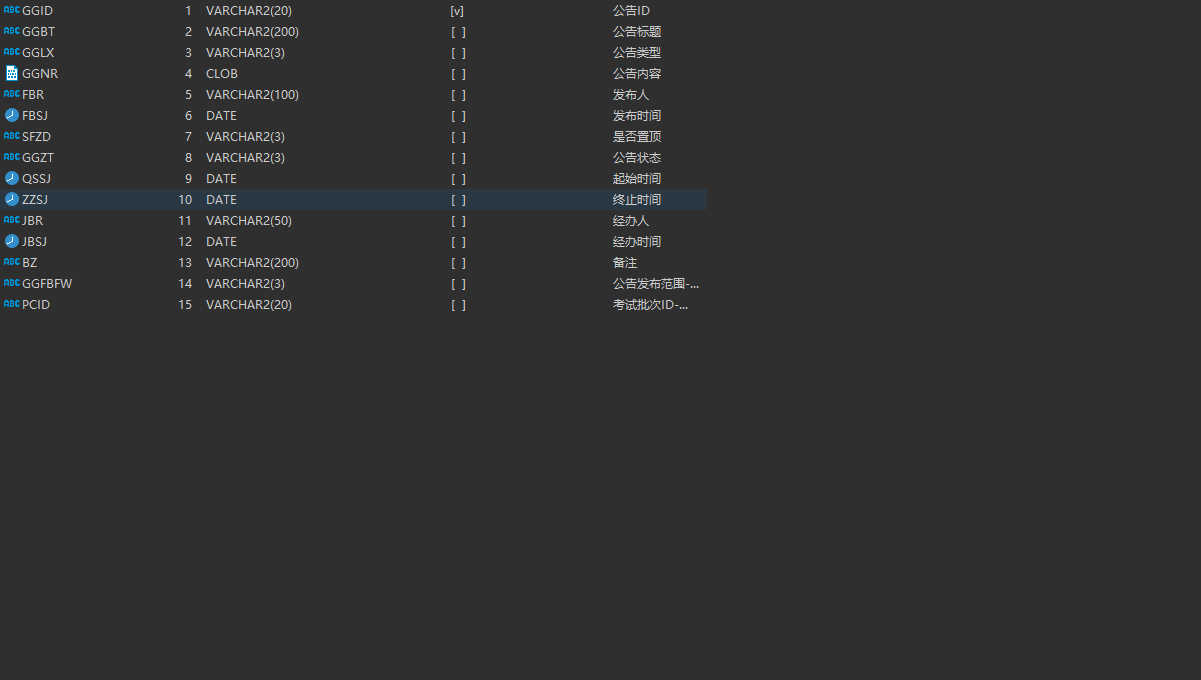 ABC GGID 1 VARCHAR2(20) [v] 公告ID
ABC GGBT 2 VARCHAR2(200) [ ] 公告标题
ABC GGLX 3 VARCHAR2(3) [ ] 公告类型
GGNR 4 CLOB [ ] 公告内容
ABC FBR 5 VARCHAR2(100) [ ] 发布人
FBSJ 6 DATE [ ] 发布时间
ABC SFZD 7 VARCHAR2(3) [ ] 是否置顶
ABC GGZT 8 VARCHAR2(3) [ ] 公告状态
QSSJ 9 DATE [ ] 起始时间
ZZSJ 10 DATE [ ] 终止时间
ABC JBR 11 VARCHAR2(50) [ ] 经办人
JBSJ 12 DATE [ ] 经办时间
ABC BZ 13 VARCHAR2(200) [ ] 备注
ABC GGFBFW 14 VARCHAR2(3) [ ] 公告发布范围-...
ABC PCID 15 VARCHAR2(20) [ ] 考试批次ID-...